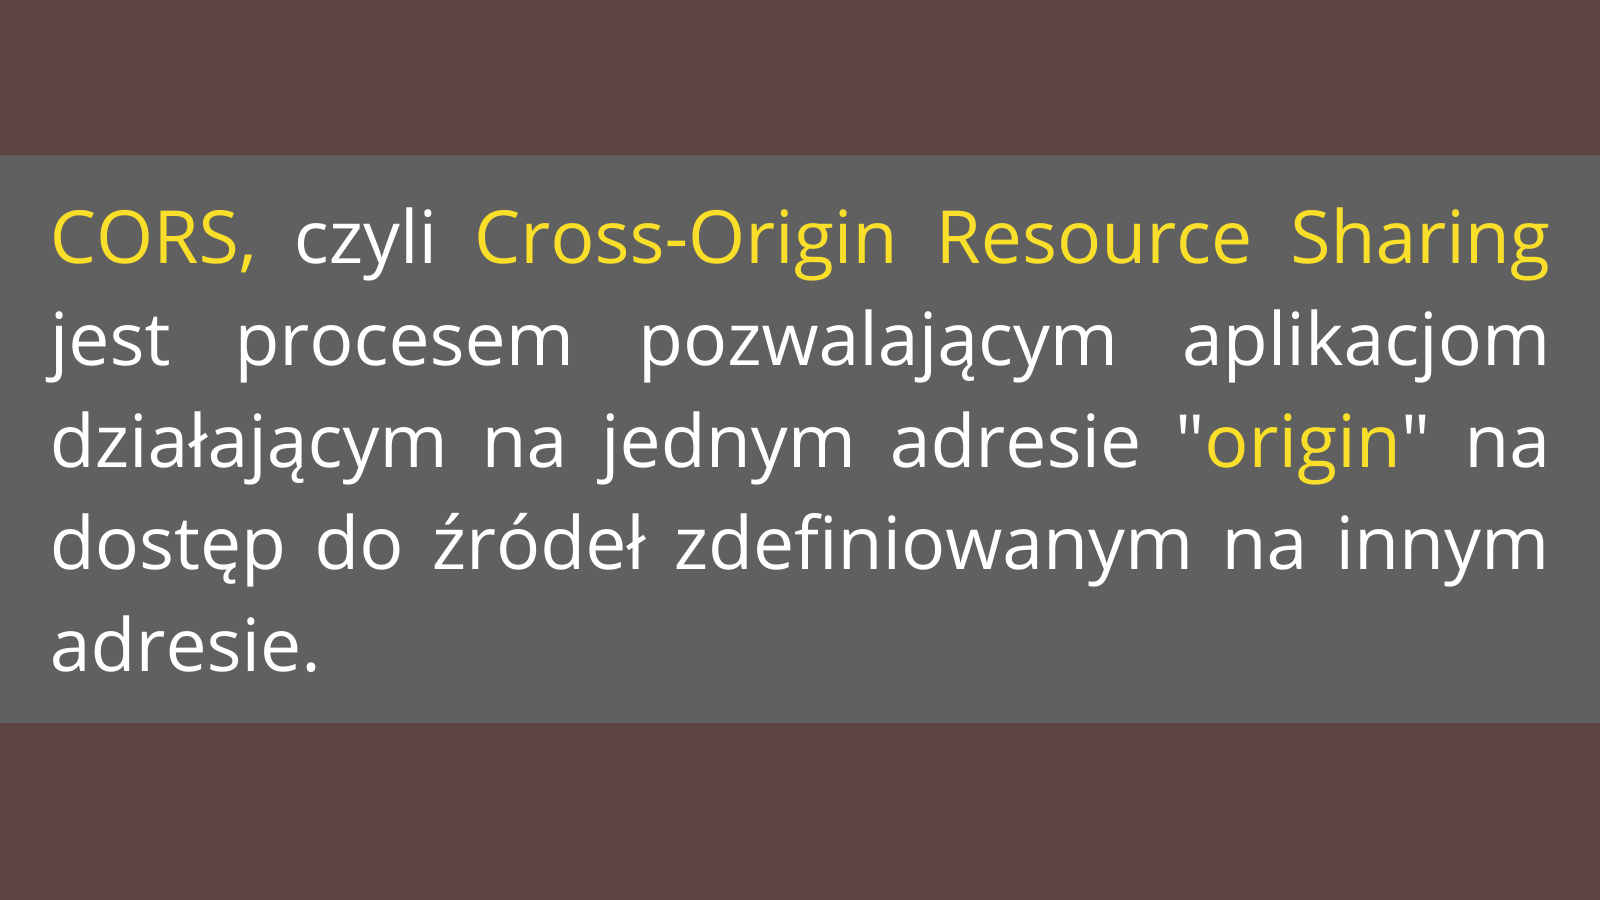 CORS, czyli Cross-Origin Resource Sharing
jest procesem pozwalającym aplikacjom
działającym na jednym adresie "origin" na
dostęp do źródeł zdefiniowanym na innym
adresie.